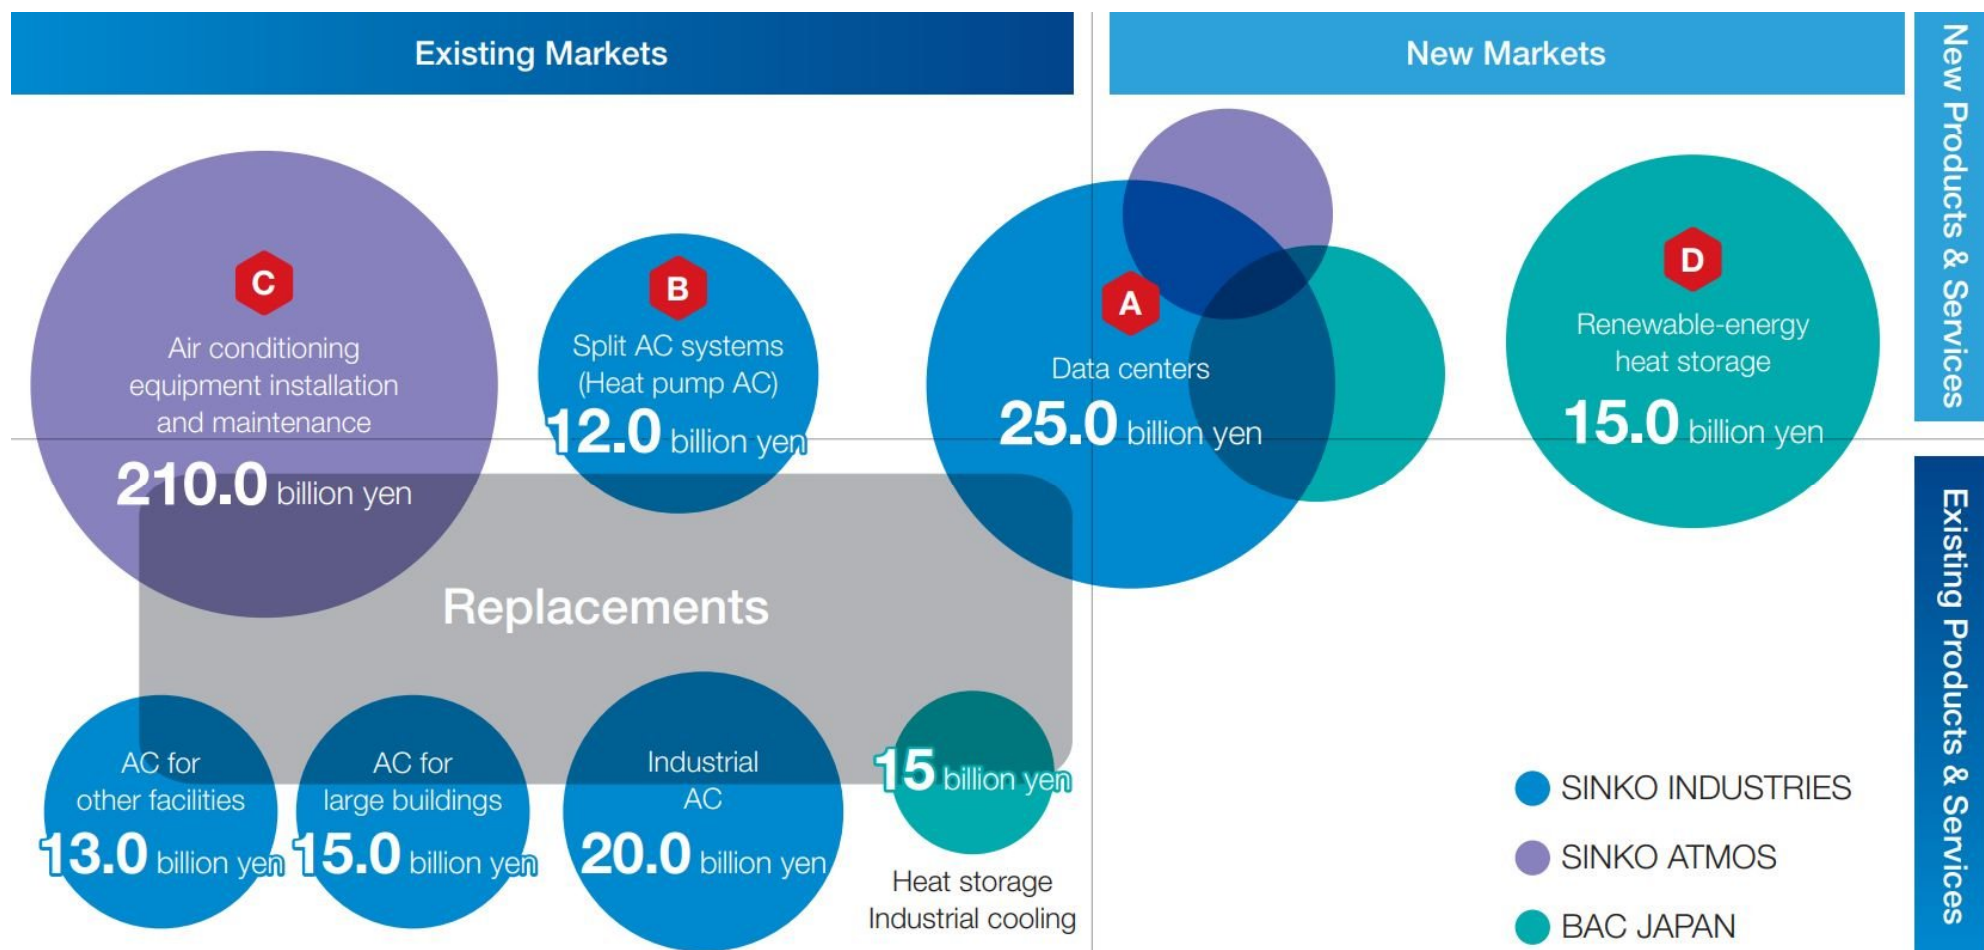 Existing Markets
New Markets
New Products & Services
C
Air conditioning
equipment installation
and maintenance
210.0 billion yen
B
Split AC systems
(Heat pump AC)
12.0 billion yen
A
Data centers
25.0 billion yen
D
Renewable-energy
heat storage
15.0 billion yen
Existing Products & Services
Replacements
AC for
other facilities
13.0 billion yen
AC for
large buildings
15.0 billion yen
Industrial
AC
20.0 billion yen
15 billion yen
Heat storage
Industrial cooling
SINKO INDUSTRIES
SINKO ATMOS
BAC JAPAN